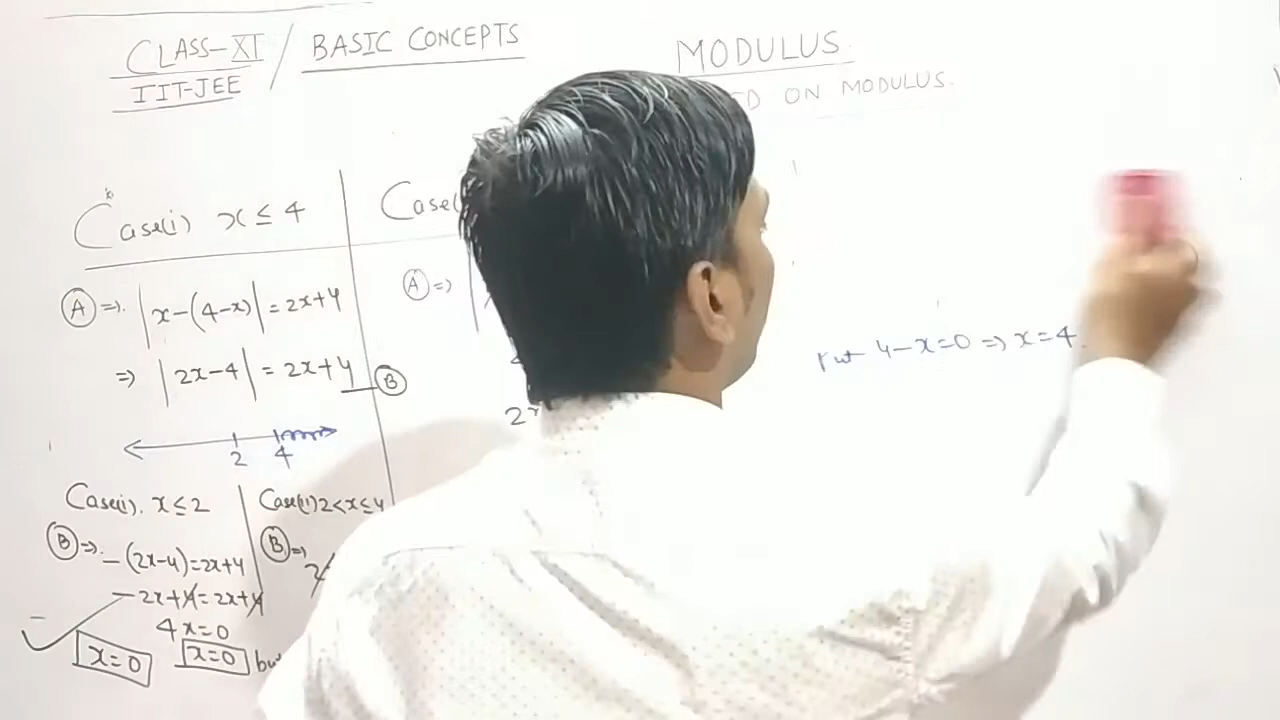 CLASS-XI / BASIC CONCEPTS
IIT-JEE
MODULUS
ON MODULUS.
Case(i) x ≤ 4
Ⓐ ⇒ |x-(4-x)| = 2x+4
⇒ |2x-4| = 2x+4 Ⓑ
2 4
Case(i). x ≤ 2
Ⓑ ⇒ -(2x-4)=2x+4
-2x+4=2x+4
4x=0
x=0
x=0
Case(ii) 2<x≤4
Ⓑ ⇒
Case
Ⓐ ⇒
put 4-x=0 ⇒ x=4.